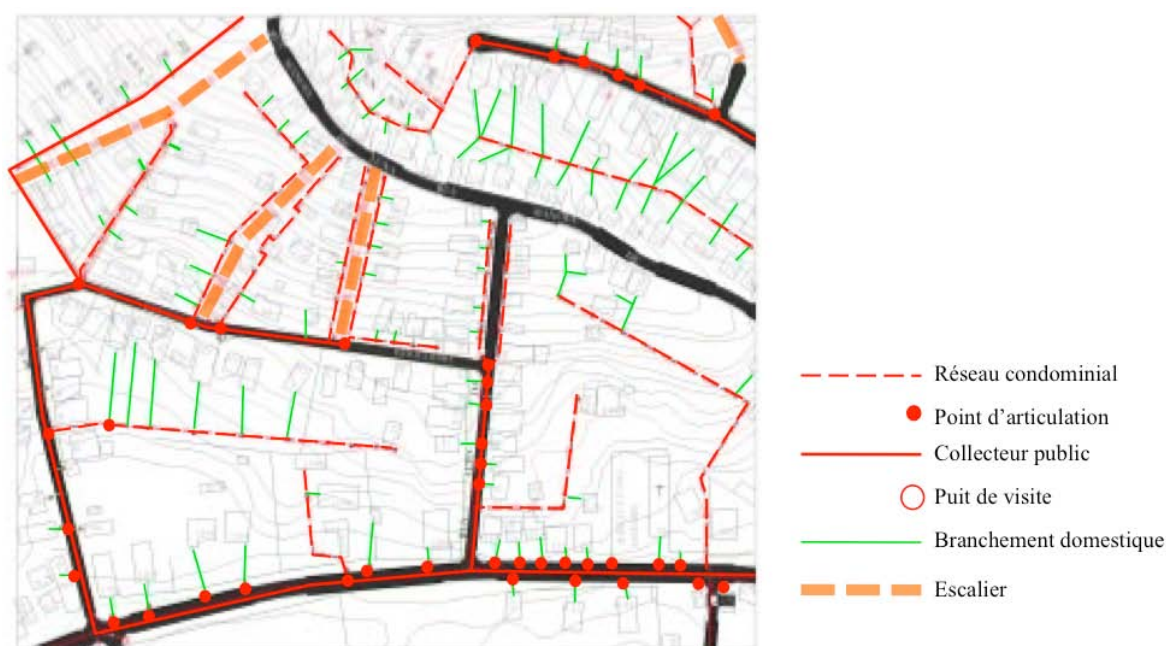 Réseau condominial
Point d'articulation
Collecteur public
Puit de visite
Branchement domestique
Escalier